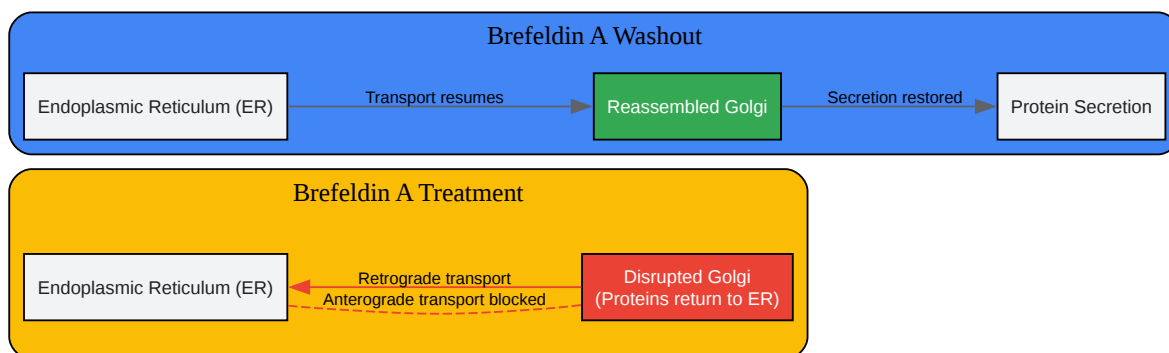 Brefeldin A Washout
Endoplasmic Reticulum (ER)
Transport resumes
Reassembled Golgi
Secretion restored
Protein Secretion
Brefeldin A Treatment
Endoplasmic Reticulum (ER)
Retrograde transport
Anterograde transport blocked
Disrupted Golgi
(Proteins return to ER)